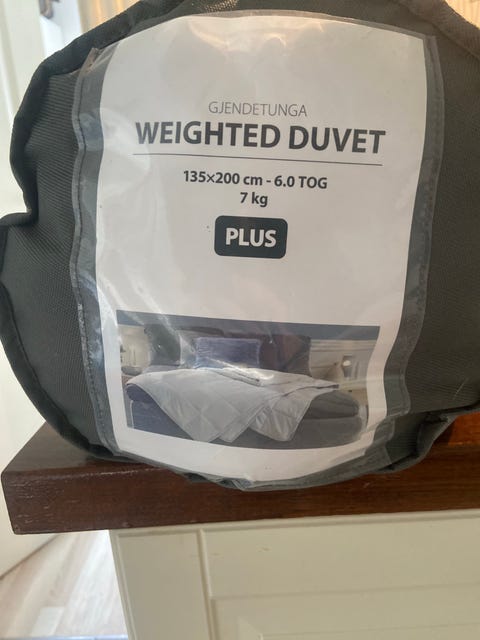 GJENDETUNGA
WEIGHTED DUVET
135×200 cm - 6.0 TOG
7 kg
PLUS